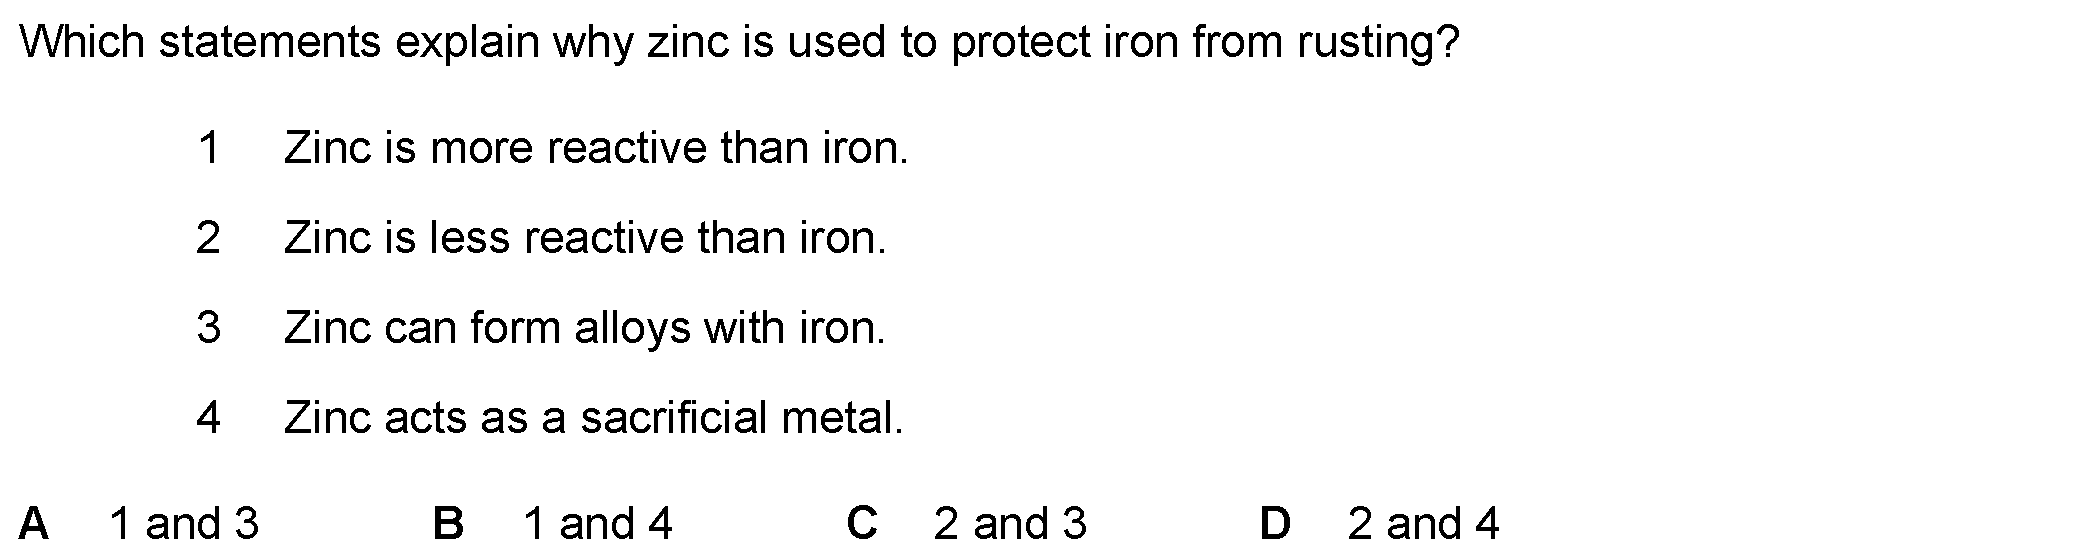 Which statements explain why zinc is used to protect iron from rusting?
1 Zinc is more reactive than iron.
2 Zinc is less reactive than iron.
3 Zinc can form alloys with iron.
4 Zinc acts as a sacrificial metal.
A 1 and 3 B 1 and 4 C 2 and 3 D 2 and 4